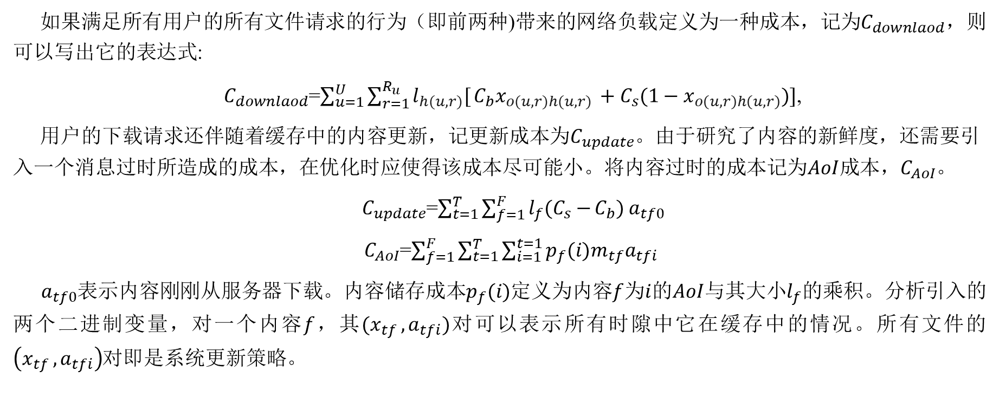 如果满足所有用户的所有文件请求的行为（即前两种)带来的网络负载定义为一种成本，记为$C_{downlaod}$，则
可以写出它的表达式:
$C_{downlaod}$=$\sum_{u=1}^{U}\sum_{r=1}^{R_u} l_{h(u,r)}[C_b x_{o(u,r)h(u,r)} + C_s(1 - x_{o(u,r)h(u,r)})]$,
用户的下载请求还伴随着缓存中的内容更新，记更新成本为$C_{update}$。由于研究了内容的新鲜度，还需要引
入一个消息过时所造成的成本，在优化时应使得该成本尽可能小。将内容过时的成本记为$AoI$成本，$C_{AoI}$。
$C_{update}$=$\sum_{t=1}^{T}\sum_{f=1}^{F} l_f(C_s - C_b) a_{tf0}$
$C_{AoI}$=$\sum_{f=1}^{F}\sum_{t=1}^{T}\sum_{i=1}^{t=1} p_f(i)m_{tf}a_{tfi}$
$a_{tf0}$表示内容刚刚从服务器下载。内容储存成本$p_f(i)$定义为内容$f$为$i$的$AoI$与其大小$l_f$的乘积。分析引入的
两个二进制变量，对一个内容$f$，其$(x_{tf},a_{tfi})$对可以表示所有时隙中它在缓存中的情况。所有文件的
$(x_{tf},a_{tfi})$对即是系统更新策略。